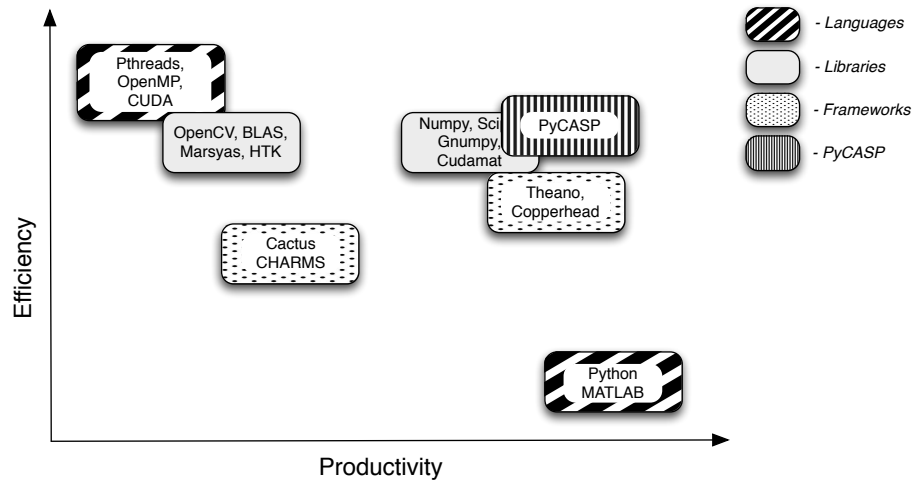 Pthreads,
OpenMP,
CUDA
OpenCV, BLAS,
Marsyas, HTK
Numpy,
Gnumpy,
Cudamat
PyCASP
Theano,
Copperhead
Cactus
CHARMS
Python
MATLAB
Efficiency
Productivity
- Languages
- Libraries
- Frameworks
- PyCASP